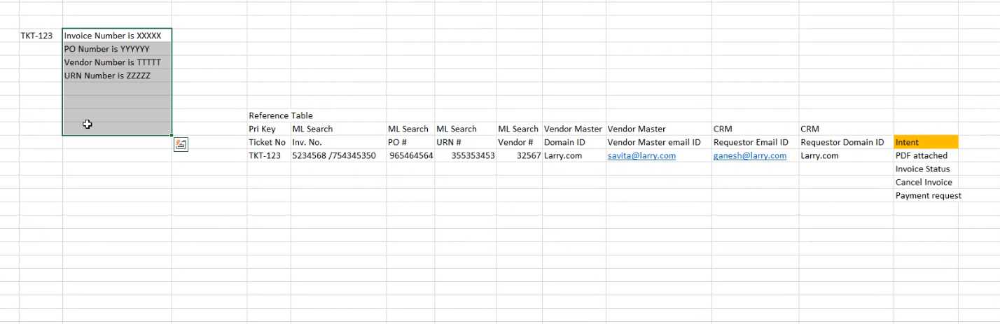 TKT-123 Invoice Number is XXXXX
PO Number is YYYYYY
Vendor Number is TTTTT
URN Number is ZZZZZ
Reference Table
Pri Key ML Search ML Search ML Search ML Search Vendor Master Vendor Master CRM CRM
Ticket No Inv. No. PO # URN # Vendor # Domain ID Vendor Master email ID Requestor Email ID Requestor Domain ID Intent
TKT-123 5234568 /754345350 965464564 355353453 32567 Larry.com savita@larry.com ganesh@larry.com Larry.com PDF attached
Invoice Status
Cancel Invoice
Payment request